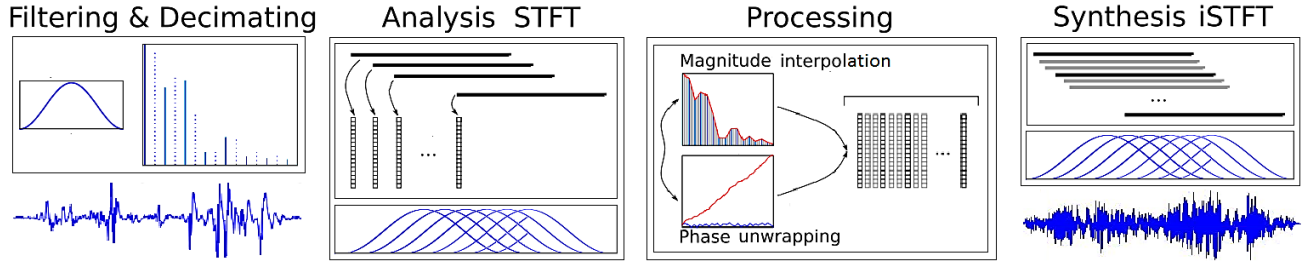 Filtering & Decimating
Analysis STFT
Processing
Synthesis iSTFT
Magnitude interpolation
...
...
...
Phase unwrapping